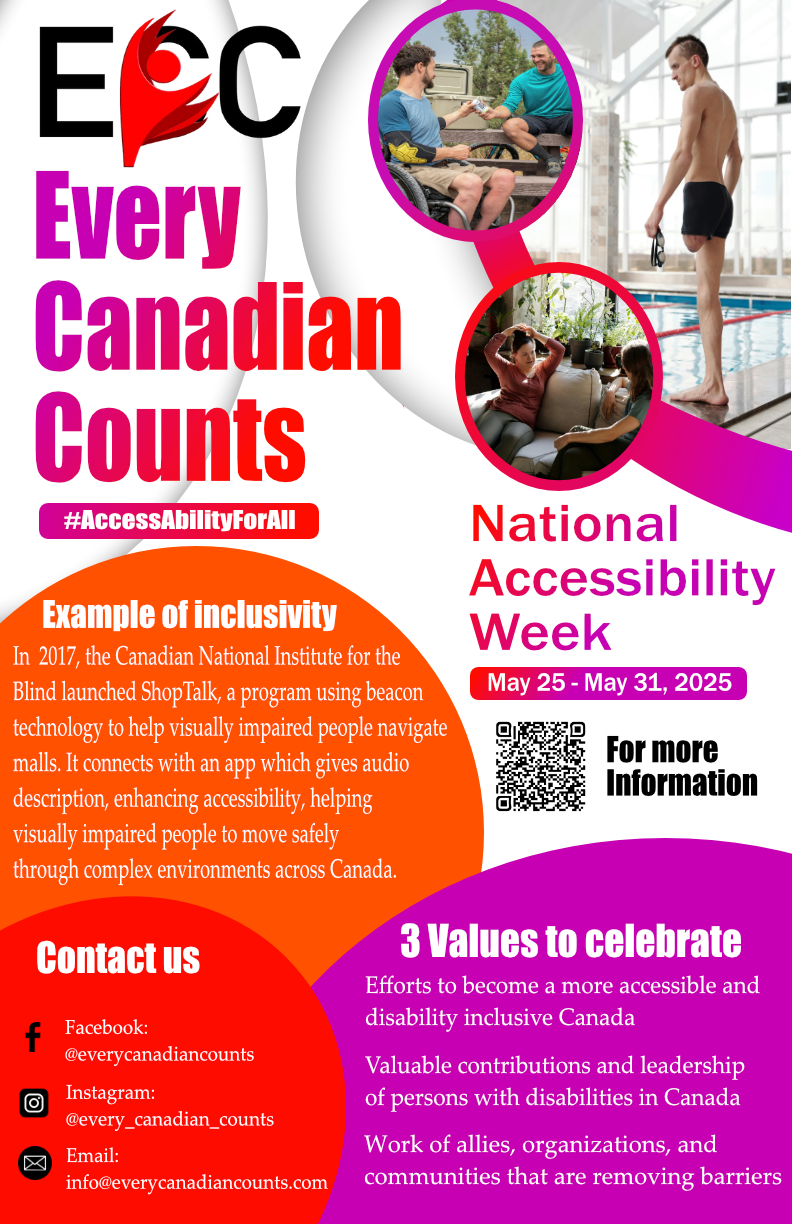 ECC
Every
Canadian
Counts
#AccessAbilityForAll
National
Accessibility
Week
May 25 - May 31, 2025
For more
Information
Example of inclusivity
In 2017, the Canadian National Institute for the
Blind launched ShopTalk, a program using beacon
technology to help visually impaired people navigate
malls. It connects with an app which gives audio
description, enhancing accessibility, helping
visually impaired people to move safely
through complex environments across Canada.
Contact us
Facebook:
@everycanadiancounts
Instagram:
@every_canadian_counts
Email:
info@everycanadiancounts.com
3 Values to celebrate
Efforts to become a more accessible and
disability inclusive Canada
Valuable contributions and leadership
of persons with disabilities in Canada
Work of allies, organizations, and
communities that are removing barriers